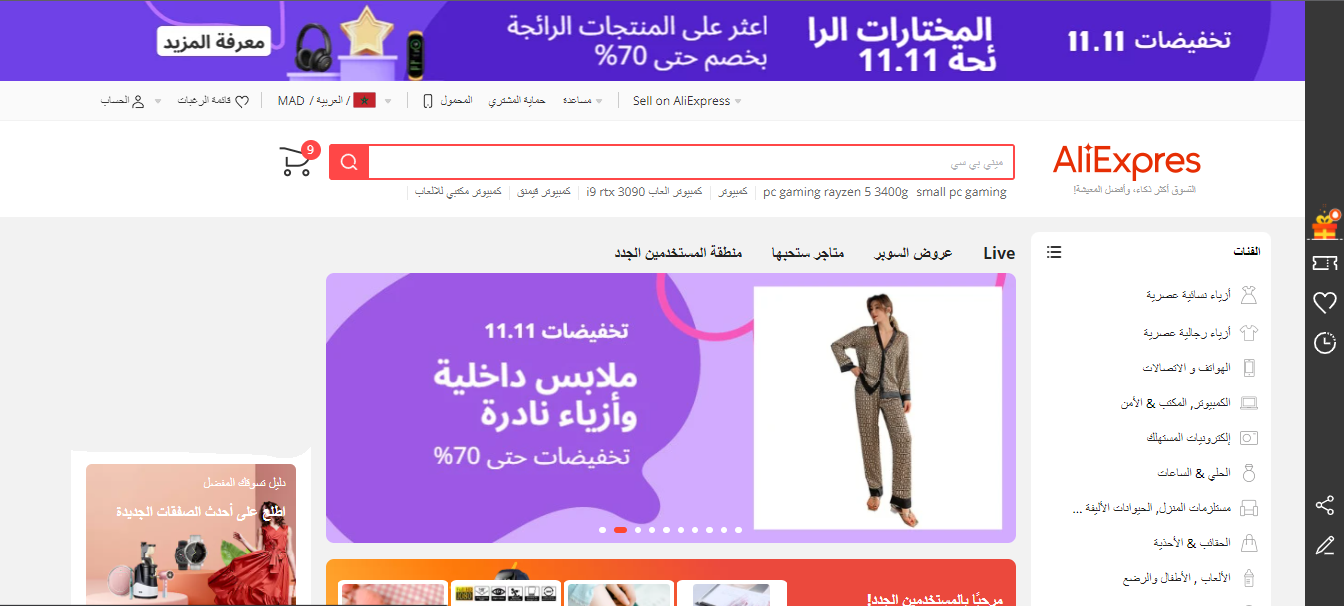 تخفيضات 11.11
المختارات الرا
ئحة 11.11
اعثر على المنتجات الرائجة
بخصم حتى 70%
معرفة المزيد
Sell on AliExpress
مساعدة
حماية المشتري
المحمول
العربية / MAD /
قائمة الرغبات
الحساب
AliExpres
التسوق أكثر ذكاء، وأفضل المعيشة!
ميني بي سي
9
small pc gaming
pc gaming rayzen 5 3400g
كمبيوتر
كمبيوتر العاب i9 rtx 3090
كمبيوتر قيمنق
كمبيوتر مكتبي للالعاب
الفئات
أزياء نسائية عصرية
أزياء رجالية عصرية
الهواتف و الاتصالات
الكمبيوتر, المكتب & الأمن
إلكترونيات المستهلك
الحلي & الساعات
مستلزمات المنزل, الحيوانات الأليفة ...
الحقائب & الأحذية
الألعاب , الأطفال والرضع
Live
عروض السوبر
متاجر ستحبها
منطقة المستخدمين الجدد
تخفيضات 11.11
ملابس داخلية
وأزياء نادرة
تخفيضات حتى 70%
دليل تسوقك المفضل
اطلع على أحدث الصفقات الجديدة
مرحبًا بالمستخدمين الجدد!